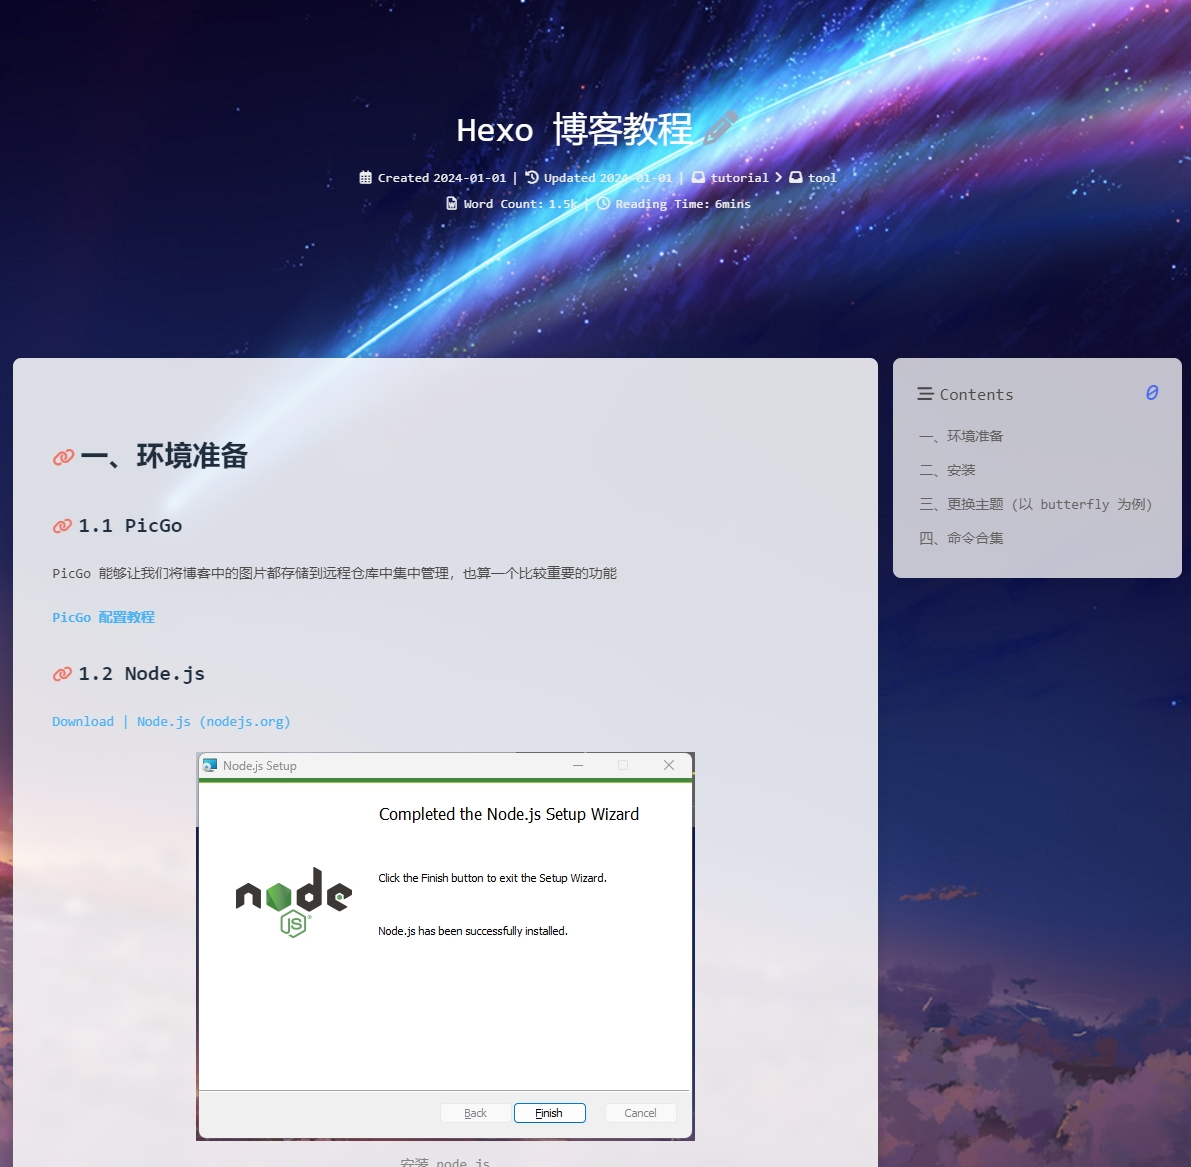 Hexo 博客教程
Created 2024-01-01 | Updated 2024-01-01 | tutorial > tool
Word Count: 1.5k | Reading Time: 6mins
一、环境准备
1.1 PicGo
PicGo 能够让我们将博客中的图片都存储到远程仓库中集中管理，也算一个比较重要的功能
PicGo 配置教程
1.2 Node.js
Download | Node.js (nodejs.org)
Node.js Setup
Completed the Node.js Setup Wizard
Click the Finish button to exit the Setup Wizard.
node
JS
Node.js has been successfully installed.
Back Finish Cancel
安装 node js
Contents 0
一、环境准备
二、安装
三、更换主题 (以 butterfly 为例)
四、命令合集